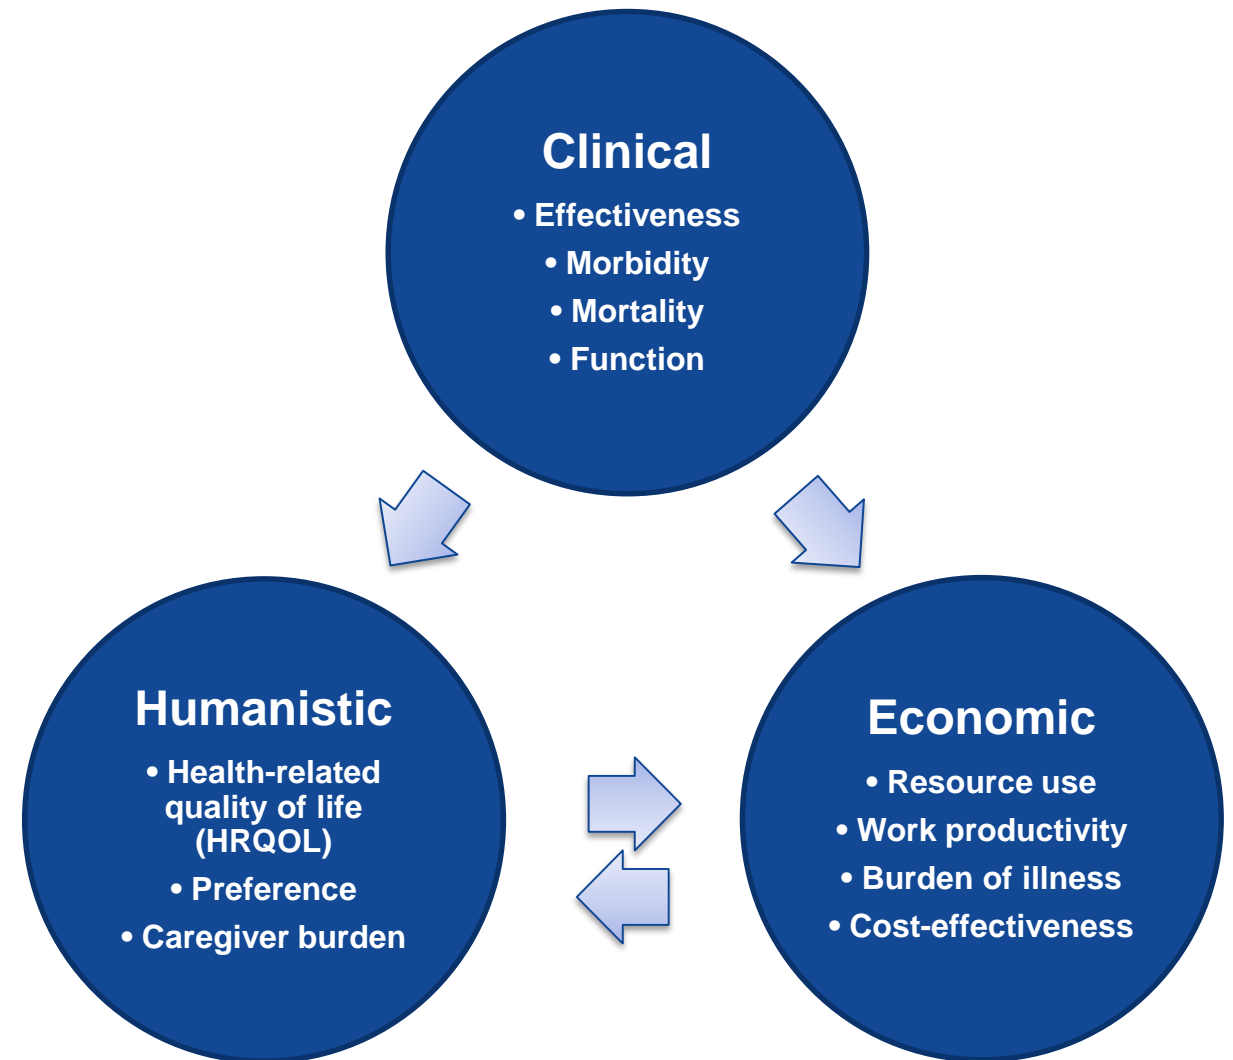 Clinical
• Effectiveness
• Morbidity
• Mortality
• Function
Humanistic
• Health-related
quality of life
(HRQOL)
• Preference
• Caregiver burden
Economic
• Resource use
• Work productivity
• Burden of illness
• Cost-effectiveness